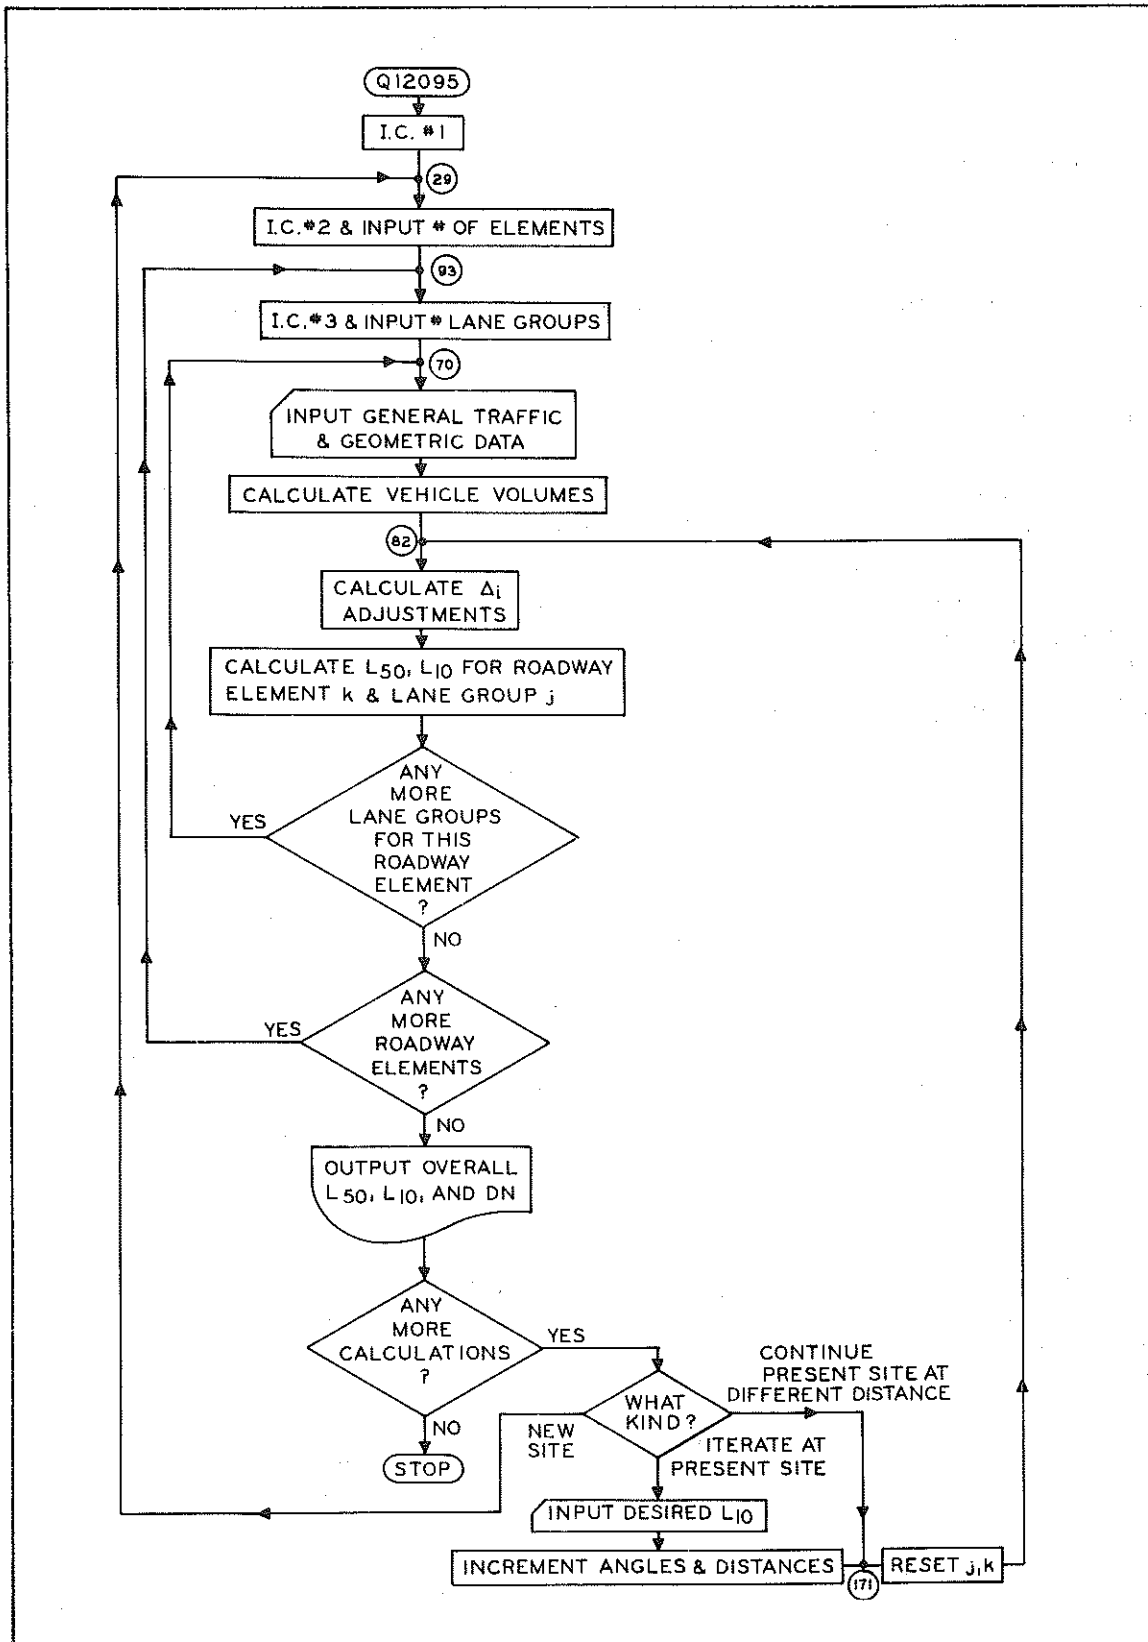 Q12095
I.C. #1
29
I.C.#2 & INPUT # OF ELEMENTS
93
I.C.#3 & INPUT # LANE GROUPS
70
INPUT GENERAL TRAFFIC
& GEOMETRIC DATA
CALCULATE VEHICLE VOLUMES
82
CALCULATE Δi
ADJUSTMENTS
CALCULATE L50, L10 FOR ROADWAY
ELEMENT k & LANE GROUP j
ANY
MORE
LANE GROUPS
FOR THIS
ROADWAY
ELEMENT
?
YES
NO
ANY
MORE
ROADWAY
ELEMENTS
?
YES
NO
OUTPUT OVERALL
L50, L10, AND DN
ANY
MORE
CALCULATIONS
?
YES
NO
STOP
WHAT
KIND?
NEW
SITE
CONTINUE
PRESENT SITE AT
DIFFERENT DISTANCE
ITERATE AT
PRESENT SITE
INPUT DESIRED L10
INCREMENT ANGLES & DISTANCES
171
RESET j,k